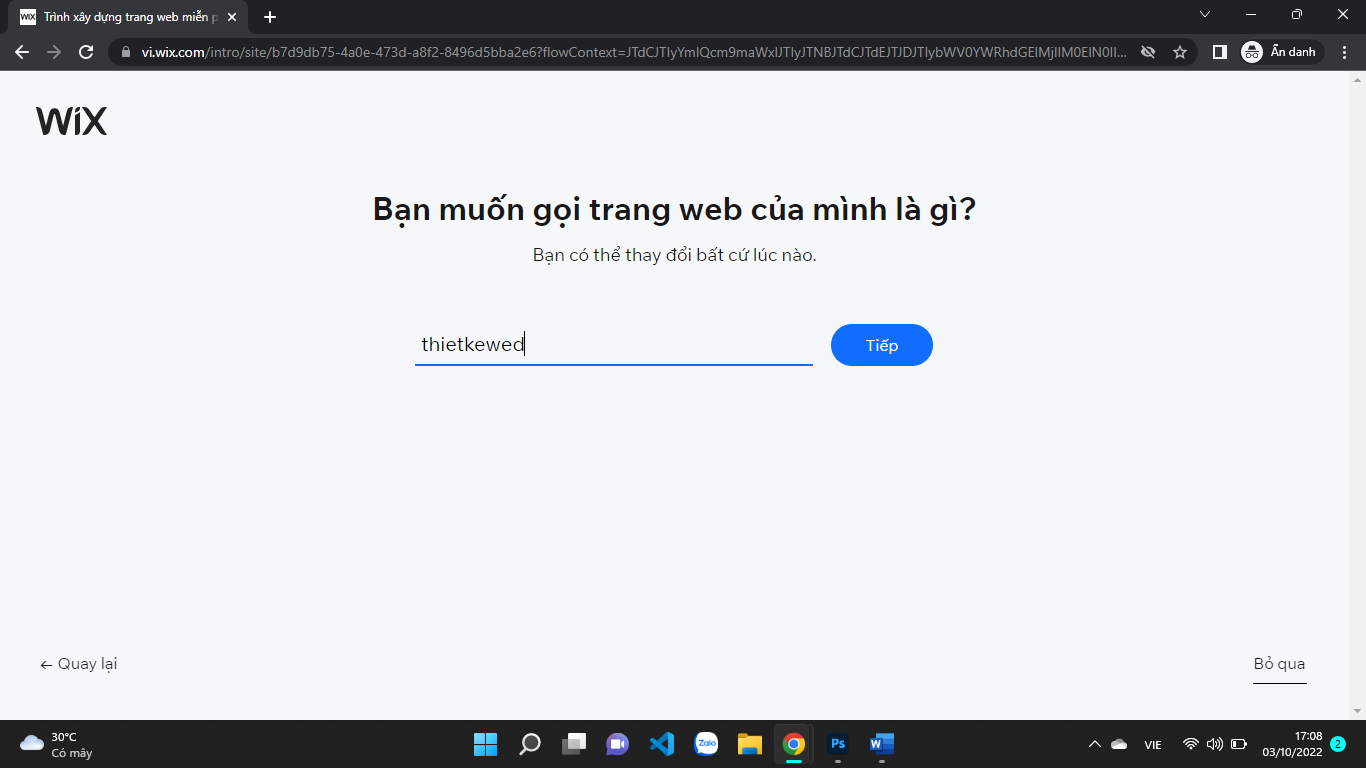 WiX Trình xây dựng trang web miễn p
vi.wix.com/intro/site/b7d9db75-4a0e-473d-a8f2-8496d5bba2e6?flowContext=
Ẩn danh
WiX
Bạn muốn gọi trang web của mình là gì?
Bạn có thể thay đổi bất cứ lúc nào.
thietkewed
Tiếp
← Quay lại
Bỏ qua
30°C
Có mây
Zalo
Ps
W
VIE
17:08
03/10/2022
2